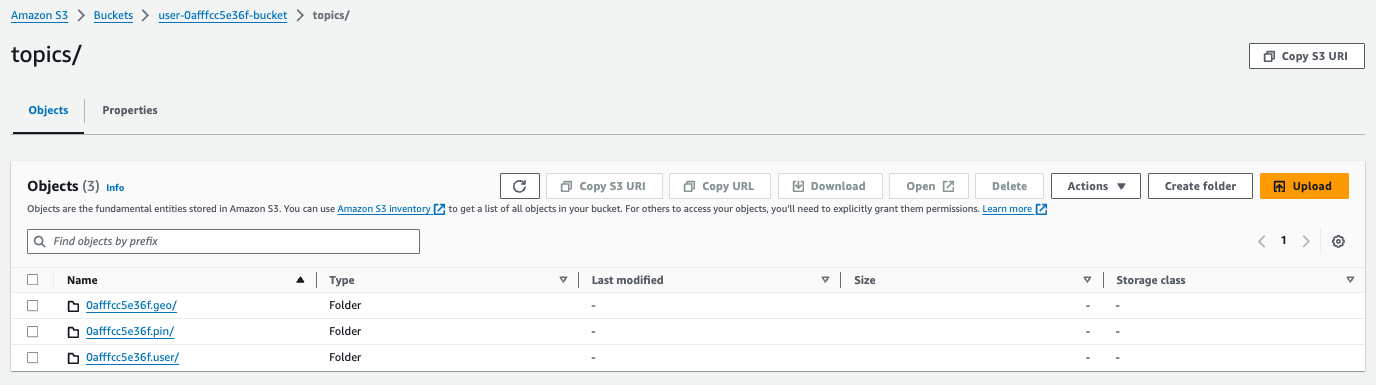 Amazon S3 > Buckets > user-0afffcc5e36f-bucket > topics/
topics/
Copy S3 URI
Objects Properties
Objects (3) Info
Copy S3 URI Copy URL Download Open Delete Actions Create folder Upload
Objects are the fundamental entities stored in Amazon S3. You can use Amazon S3 inventory to get a list of all objects in your bucket. For others to access your objects, you'll need to explicitly grant them permissions. Learn more
Find objects by prefix
1
Name Type Last modified Size Storage class
0afffcc5e36f.geo/ Folder - - -
0afffcc5e36f.pin/ Folder - - -
0afffcc5e36f.user/ Folder - - -